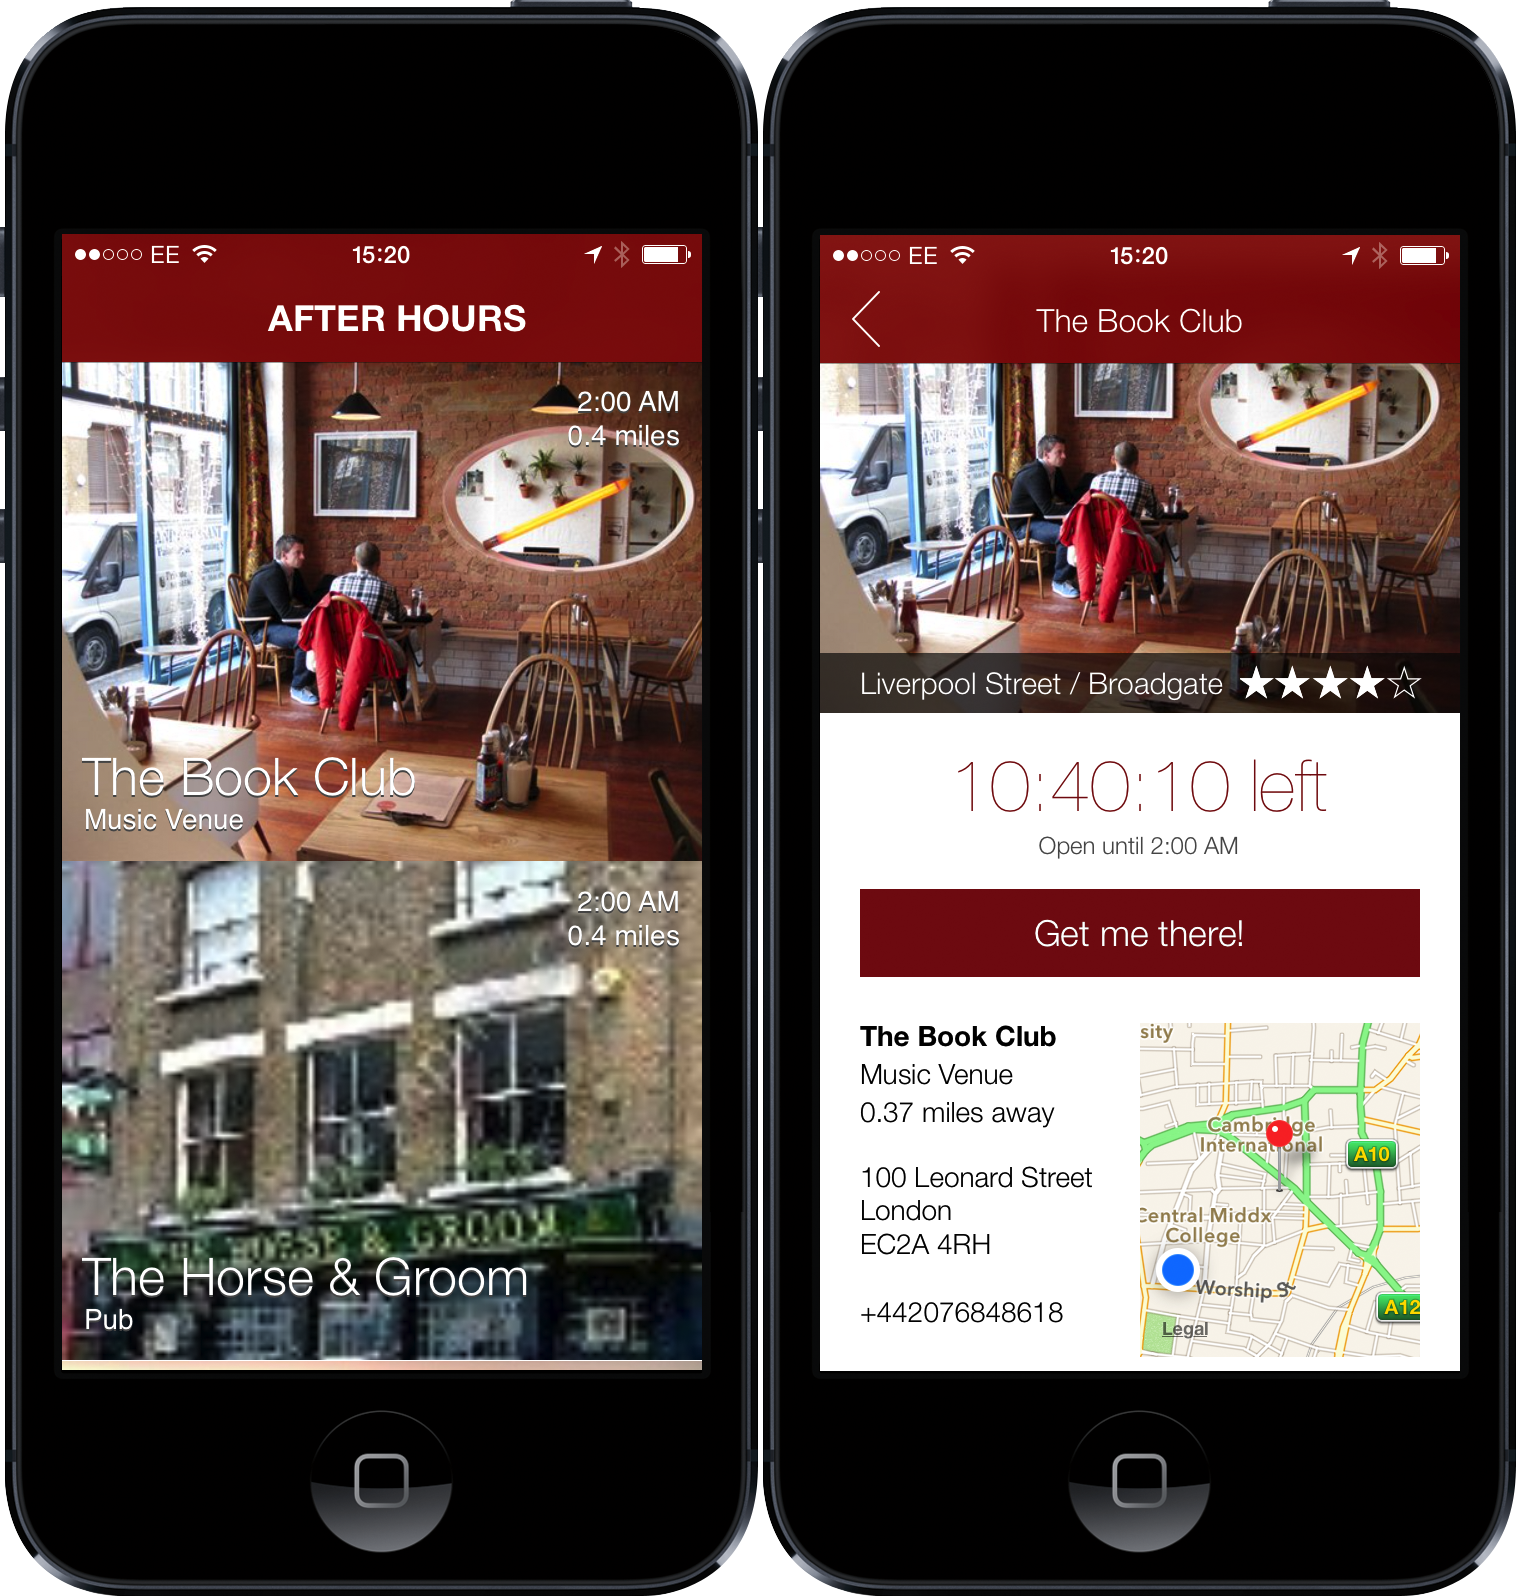 EE 15:20
AFTER HOURS
2:00 AM
0.4 miles
The Book Club
Music Venue
2:00 AM
0.4 miles
THE HORSE & GROOM
The Horse & Groom
Pub
EE 15:20
The Book Club
Liverpool Street / Broadgate
10:40:10 left
Open until 2:00 AM
Get me there!
The Book Club
Music Venue
0.37 miles away
100 Leonard Street
London
EC2A 4RH
+442076848618
sity
Cambridge
International
A10
Central Middx
College
Worship St
A12
Legal